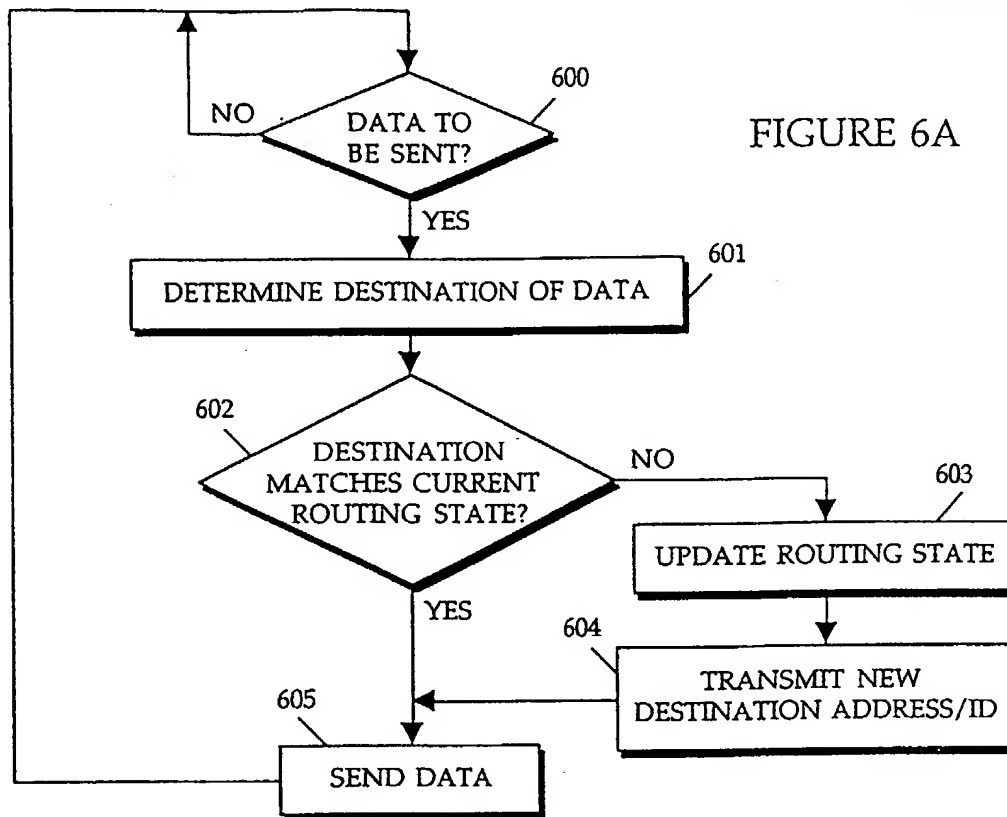 600
NO
DATA TO
BE SENT?
FIGURE 6A
YES
601
DETERMINE DESTINATION OF DATA
602
DESTINATION
MATCHES CURRENT
ROUTING STATE?
NO
603
UPDATE ROUTING STATE
YES
604
TRANSMIT NEW
DESTINATION ADDRESS/ID
605
SEND DATA